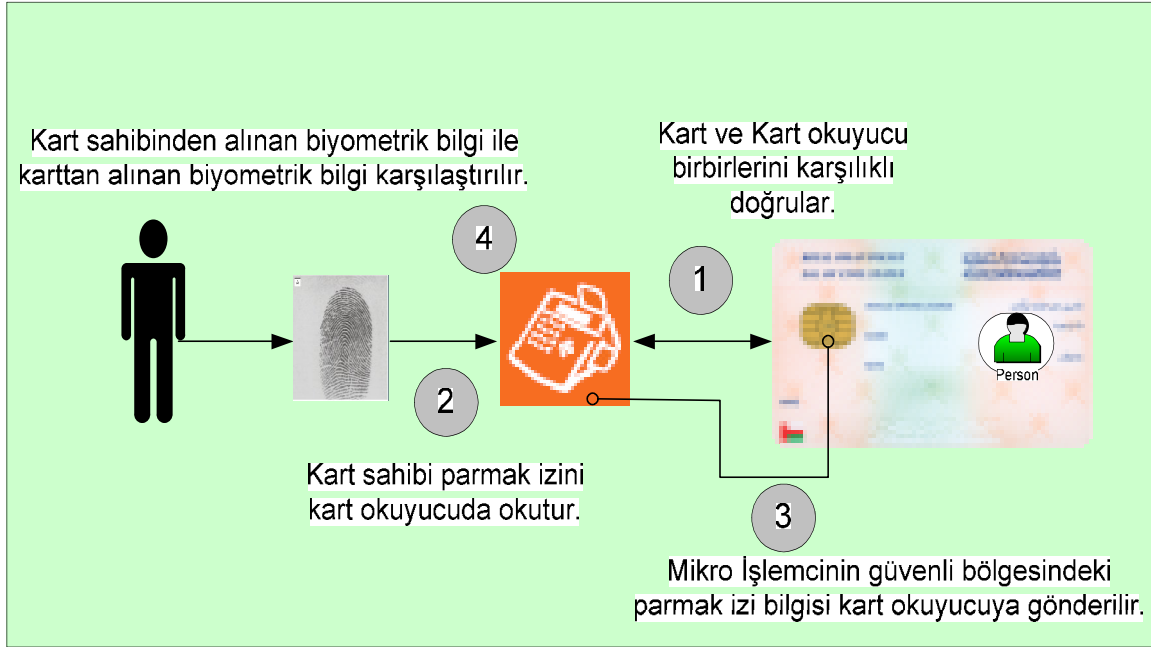 Kart sahibinden alınan biyometrik bilgi ile
karttan alınan biyometrik bilgi karşılaştırılır.
Kart ve Kart okuyucu
birbirlerini karşılıklı
doğrular.
4
1
Person
2
Kart sahibi parmak izini
kart okuyucuda okutur.
3
Mikro İşlemcinin güvenli bölgesindeki
parmak izi bilgisi kart okuyucuya gönderilir.